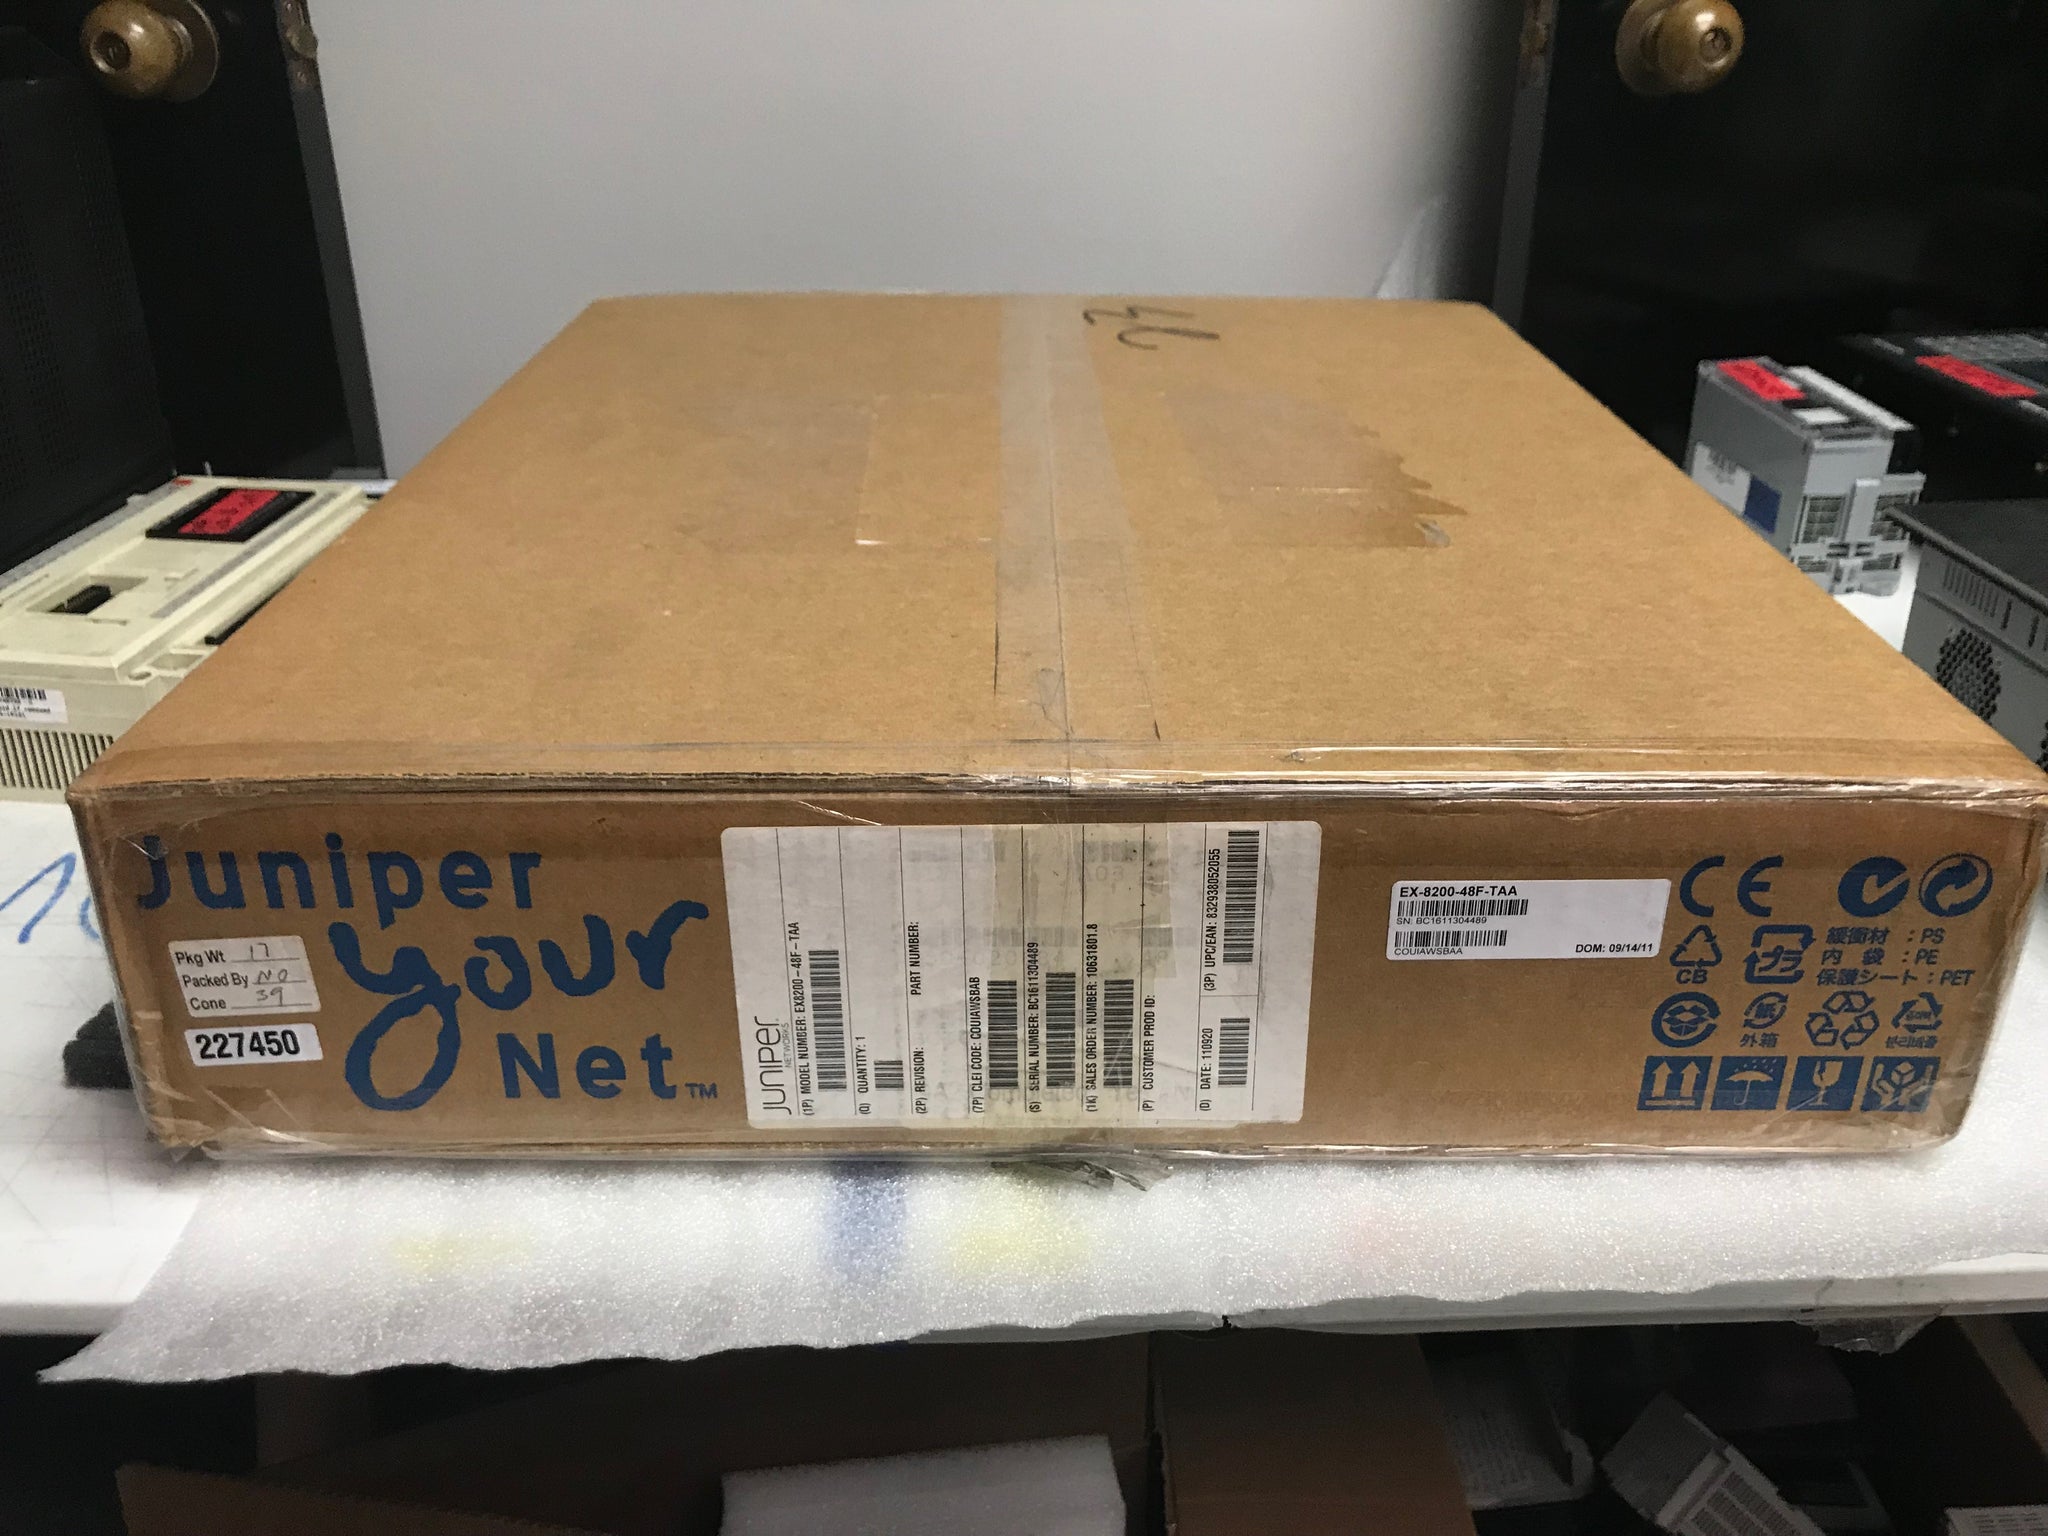 24
Juniper
your
Net™
Pkg Wt 17
Packed By NO
Cone 39
227450
JUNIPER
NETWORKS
(1P) MODEL NUMBER: EX8200-48F-TAA
(Q) QUANTITY: 1
(2P) REVISION:
PART NUMBER:
(7P) CLEI CODE: COUIAWSBAB
(S) SERIAL NUMBER: BC1611304489
(1K) SALES ORDER NUMBER: 10631801.8
(P) CUSTOMER PROD ID:
(D) DATE: 110920
(3P) UPC/EAN: 832938052055
EX-8200-48F-TAA
SN: BC1611304489
COUIAWSBAA
DOM: 09/14/11
CE
CB
プラ
緩衝材 : PS
内 袋 : PE
保護シート : PET
紙
外箱